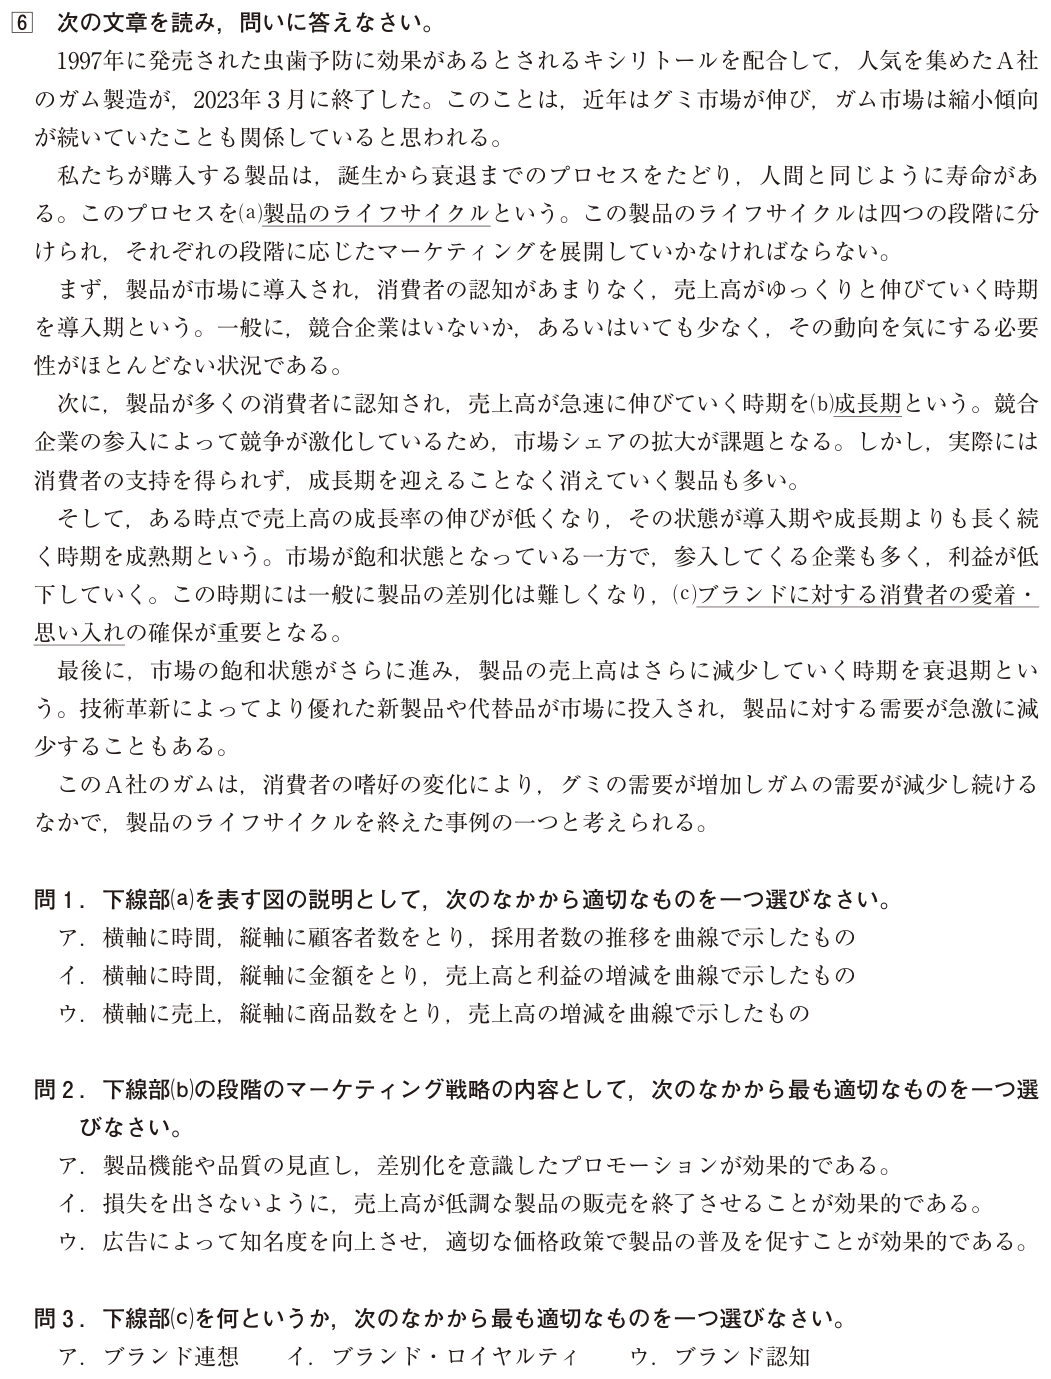 6　次の文章を読み，問いに答えなさい。
1997年に発売された虫歯予防に効果があるとされるキシリトールを配合して，人気を集めたＡ社
のガム製造が，2023年３月に終了した。このことは，近年はグミ市場が伸び，ガム市場は縮小傾向
が続いていたことも関係していると思われる。
私たちが購入する製品は，誕生から衰退までのプロセスをたどり，人間と同じように寿命があ
る。このプロセスを(a)製品のライフサイクルという。この製品のライフサイクルは四つの段階に分
けられ，それぞれの段階に応じたマーケティングを展開していかなければならない。
まず，製品が市場に導入され，消費者の認知があまりなく，売上高がゆっくりと伸びていく時期
を導入期という。一般に，競合企業はいないか，あるいはいても少なく，その動向を気にする必要
性がほとんどない状況である。
次に，製品が多くの消費者に認知され，売上高が急速に伸びていく時期を(b)成長期という。競合
企業の参入によって競争が激化しているため，市場シェアの拡大が課題となる。しかし，実際には
消費者の支持を得られず，成長期を迎えることなく消えていく製品も多い。
そして，ある時点で売上高の成長率の伸びが低くなり，その状態が導入期や成長期よりも長く続
く時期を成熟期という。市場が飽和状態となっている一方で，参入してくる企業も多く，利益が低
下していく。この時期には一般に製品の差別化は難しくなり，(c)ブランドに対する消費者の愛着・
思い入れの確保が重要となる。
最後に，市場の飽和状態がさらに進み，製品の売上高はさらに減少していく時期を衰退期とい
う。技術革新によってより優れた新製品や代替品が市場に投入され，製品に対する需要が急激に減
少することもある。
このＡ社のガムは，消費者の嗜好の変化により，グミの需要が増加しガムの需要が減少し続ける
なかで，製品のライフサイクルを終えた事例の一つと考えられる。
問１．下線部(a)を表す図の説明として，次のなかから適切なものを一つ選びなさい。
ア．横軸に時間，縦軸に顧客者数をとり，採用者数の推移を曲線で示したもの
イ．横軸に時間，縦軸に金額をとり，売上高と利益の増減を曲線で示したもの
ウ．横軸に売上，縦軸に商品数をとり，売上高の増減を曲線で示したもの
問２．下線部(b)の段階のマーケティング戦略の内容として，次のなかから最も適切なものを一つ選
びなさい。
ア．製品機能や品質の見直し，差別化を意識したプロモーションが効果的である。
イ．損失を出さないように，売上高が低調な製品の販売を終了させることが効果的である。
ウ．広告によって知名度を向上させ，適切な価格政策で製品の普及を促すことが効果的である。
問３．下線部(c)を何というか，次のなかから最も適切なものを一つ選びなさい。
ア．ブランド連想　　イ．ブランド・ロイヤルティ　　ウ．ブランド認知